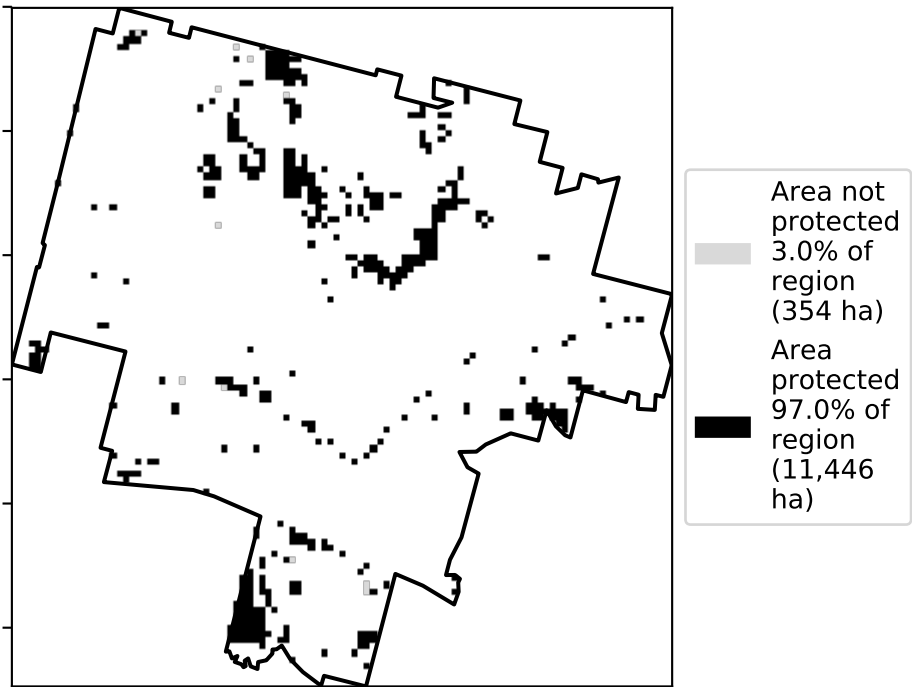 Area not
protected
3.0% of
region
(354 ha)
Area
protected
97.0% of
region
(11,446
ha)